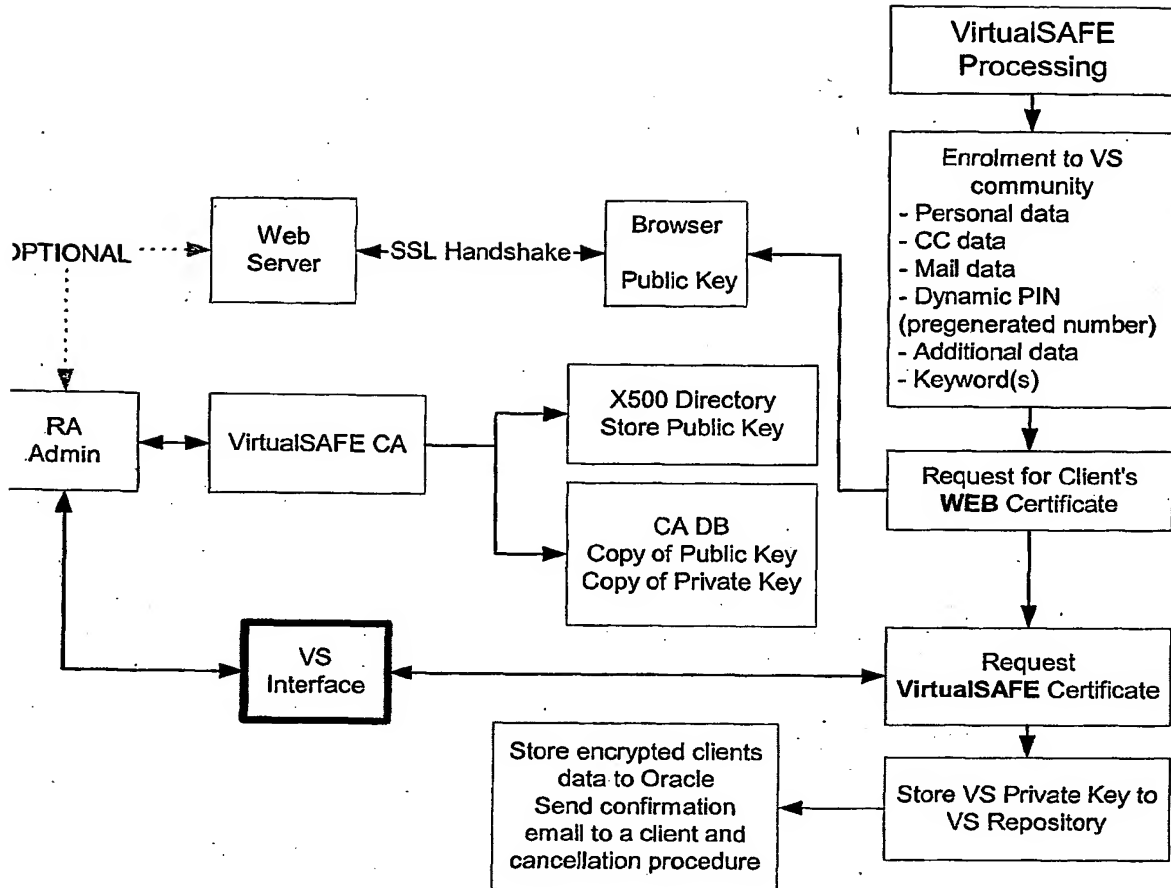 VirtualSAFE
Processing
Enrolment to VS
community
- Personal data
- CC data
- Mail data
- Dynamic PIN
(pregenerated number)
- Additional data
- Keyword(s)
OPTIONAL
Web
Server
SSL Handshake
Browser
Public Key
RA
Admin
VirtualSAFE CA
X500 Directory
Store Public Key
CA DB
Copy of Public Key
Copy of Private Key
Request for Client's
WEB Certificate
VS
Interface
Request
VirtualSAFE Certificate
Store encrypted clients
data to Oracle
Send confirmation
email to a client and
cancellation procedure
Store VS Private Key to
VS Repository